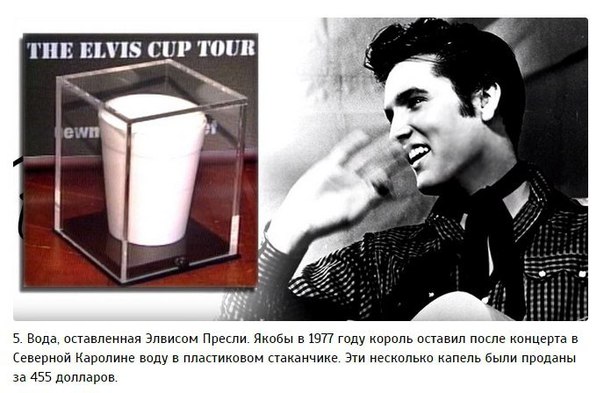 THE ELVIS CUP TOUR
5. Вода, оставленная Элвисом Пресли. Якобы в 1977 году король оставил после концерта в
Северной Каролине воду в пластиковом стаканчике. Эти несколько капель были проданы
за 455 долларов.